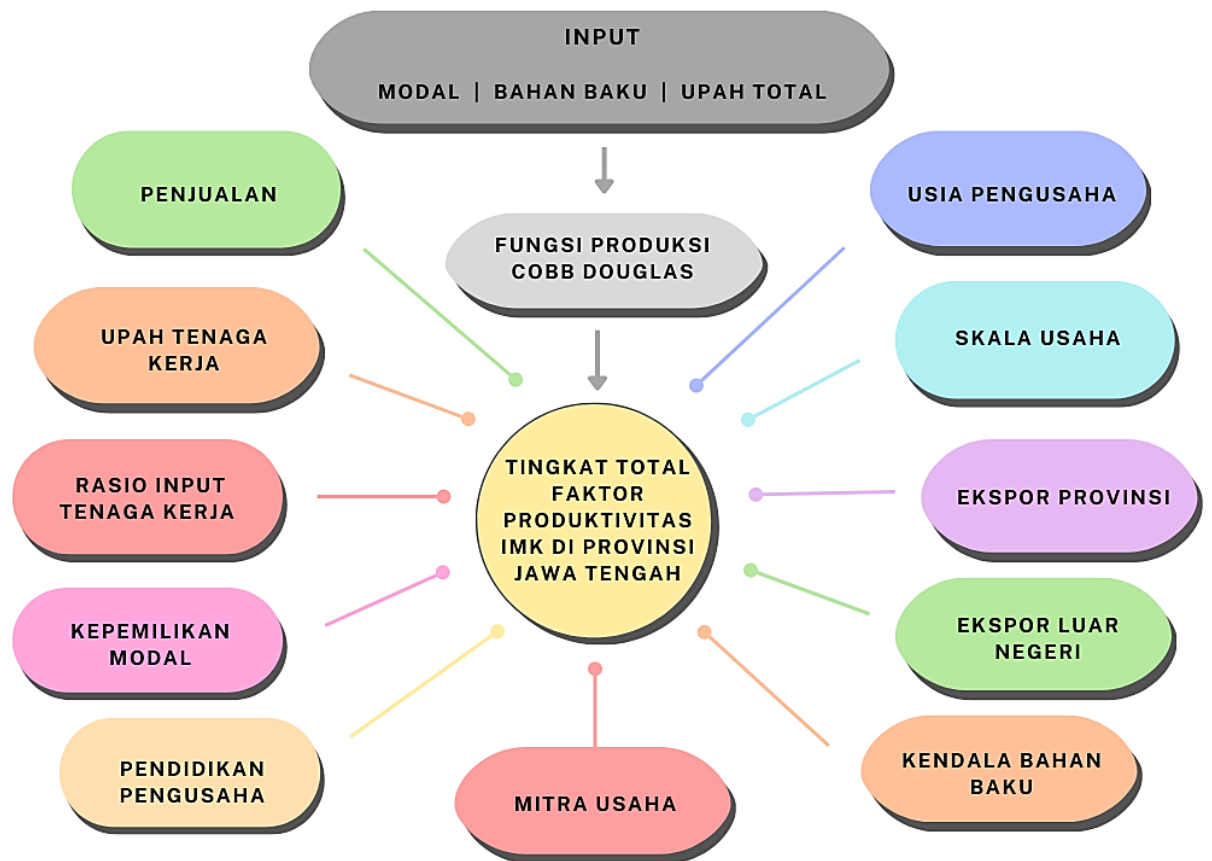 INPUT
MODAL | BAHAN BAKU | UPAH TOTAL
PENJUALAN
USIA PENGUSAHA
FUNGSI PRODUKSI
COBB DOUGLAS
UPAH TENAGA
KERJA
SKALA USAHA
RASIO INPUT
TENAGA KERJA
TINGKAT TOTAL
FAKTOR
PRODUKTIVITAS
IMK DI PROVINSI
JAWA TENGAH
EKSPOR PROVINSI
KEPEMILIKAN
MODAL
EKSPOR LUAR
NEGERI
PENDIDIKAN
PENGUSAHA
MITRA USAHA
KENDALA BAHAN
BAKU